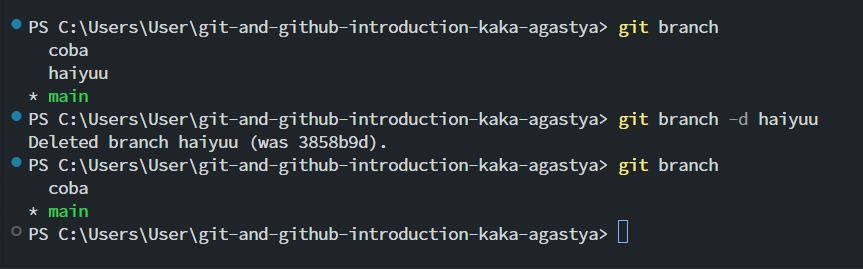 PS C:\Users\User\git-and-github-introduction-kaka-agastya> git branch
  coba
  haiyuu
* main
PS C:\Users\User\git-and-github-introduction-kaka-agastya> git branch -d haiyuu
Deleted branch haiyuu (was 3858b9d).
PS C:\Users\User\git-and-github-introduction-kaka-agastya> git branch
  coba
* main
PS C:\Users\User\git-and-github-introduction-kaka-agastya>